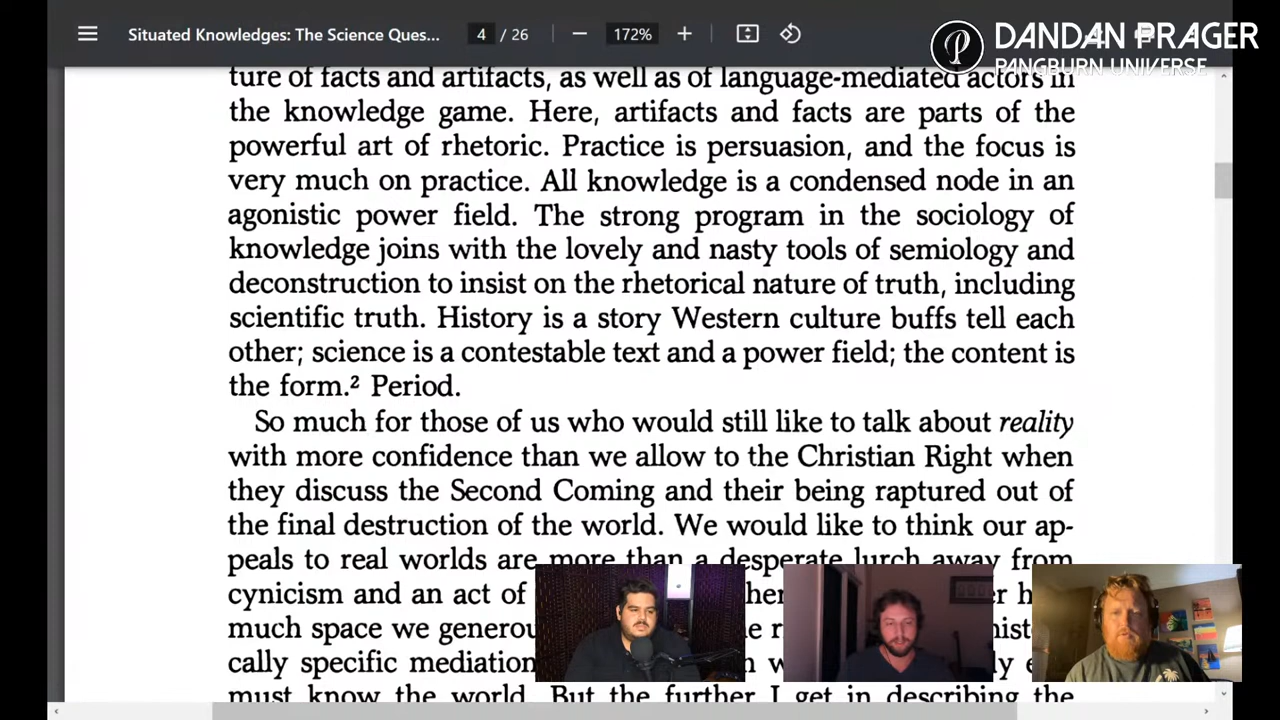 Situated Knowledges: The Science Ques...
4 / 26
172%
DANDAN PRAGER
PANGBURN UNIVERSE
ture of facts and artifacts, as well as of language-mediated actors in
the knowledge game. Here, artifacts and facts are parts of the
powerful art of rhetoric. Practice is persuasion, and the focus is
very much on practice. All knowledge is a condensed node in an
agonistic power field. The strong program in the sociology of
knowledge joins with the lovely and nasty tools of semiology and
deconstruction to insist on the rhetorical nature of truth, including
scientific truth. History is a story Western culture buffs tell each
other; science is a contestable text and a power field; the content is
the form.² Period.
So much for those of us who would still like to talk about reality
with more confidence than we allow to the Christian Right when
they discuss the Second Coming and their being raptured out of
the final destruction of the world. We would like to think our ap-
peals to real worlds are more than a desperate lurch away from
cynicism and an act of
much space we
cally specific
must know the world. But the further I get in describing the